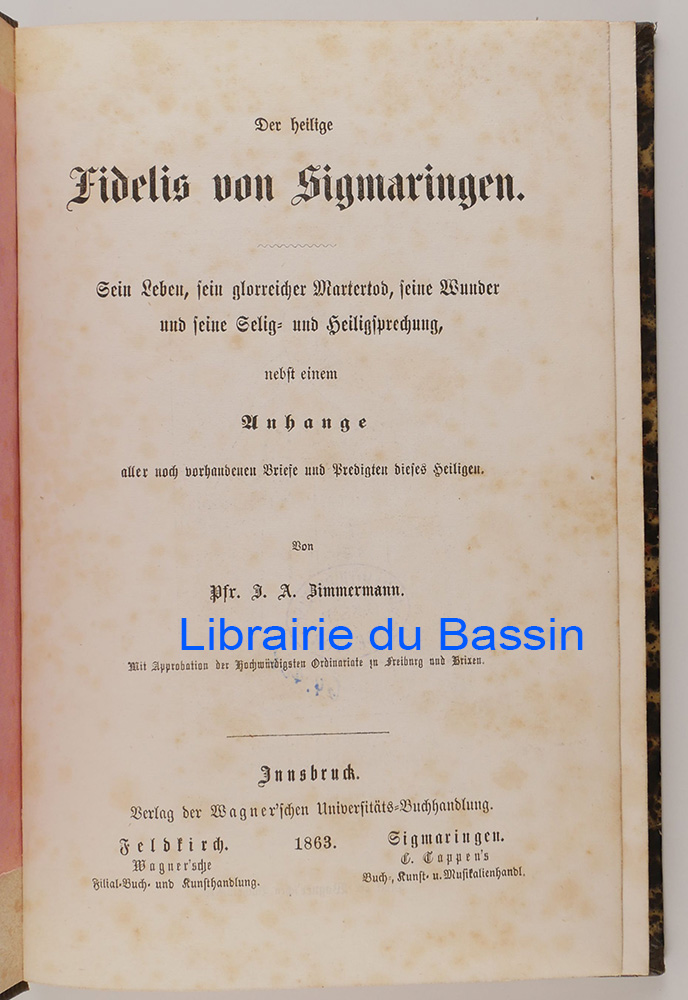 Der heilige
Fidelis von Sigmaringen.
Sein Leben, sein glorreicher Martertod, seine Wunder
und seine Selig- und Heiligsprechung,
nebst einem
Anhange
aller noch vorhandenen Briefe und Predigten dieses Heiligen.
Von
Pfr. J. A. Zimmermann.
Librairie du Bassin
Mit Approbation der Hochwürdigsten Ordinariate zu Freiburg und Brixen.
Innsbruck.
Verlag der Wagner'schen Universitäts-Buchhandlung.
Feldkirch.
Wagner'sche
Filial-Buch- und Kunsthandlung.
1863.
Sigmaringen.
C. Tappen's
Buch-, Kunst- u. Musikalienhandl.